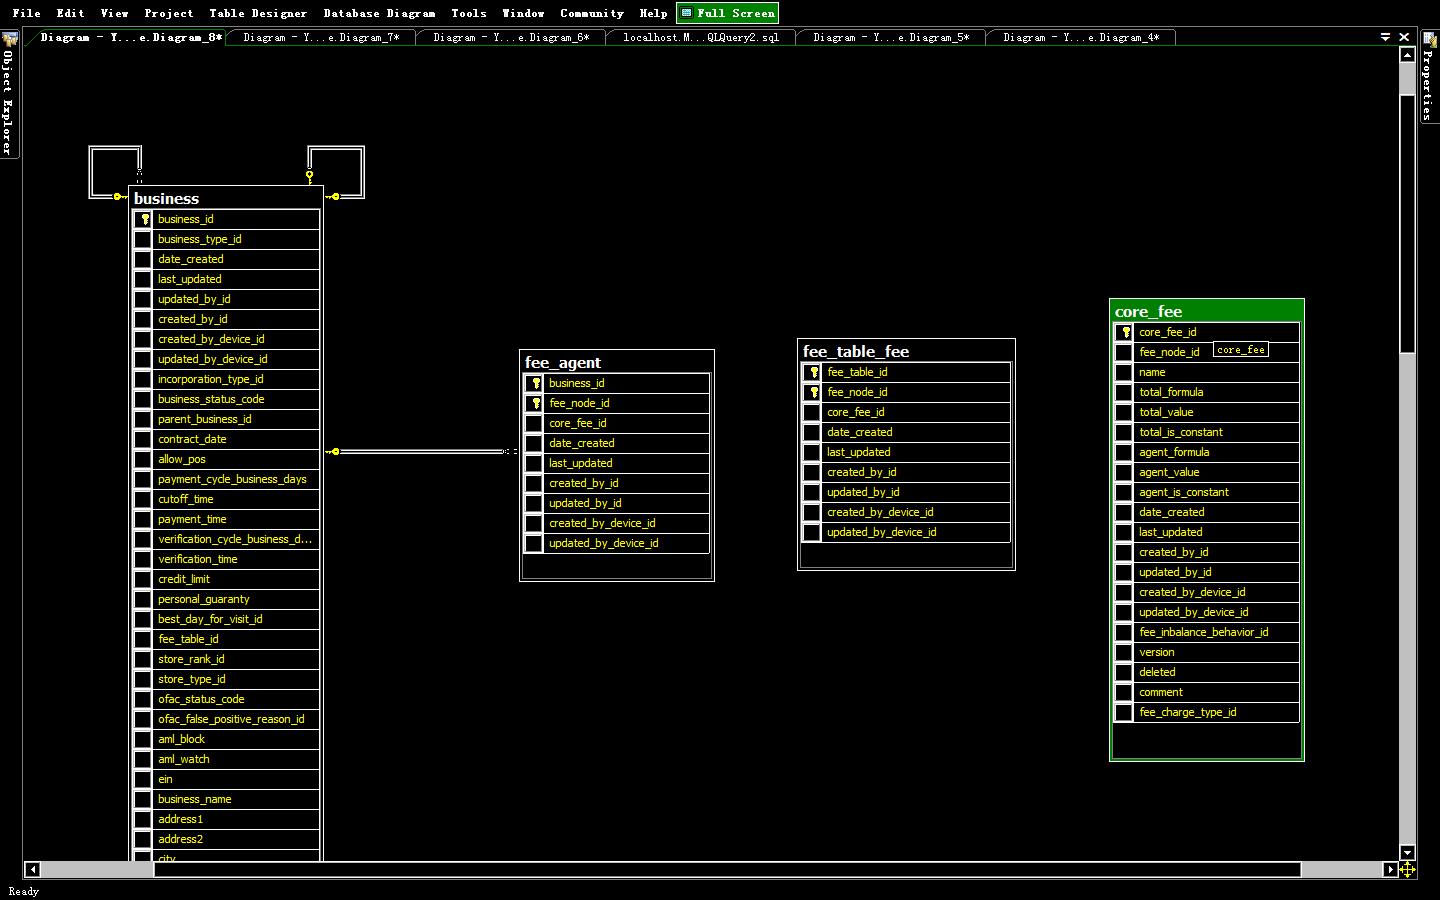 File Edit View Project Table Designer Database Diagram Tools Window Community Help Full Screen
Diagram - Y...e.Diagram_8* Diagram - Y...e.Diagram_7* Diagram - Y...e.Diagram_6* localhost.M...QLQuery2.sql Diagram - Y...e.Diagram_5* Diagram - Y...e.Diagram_4*
Object Explorer
Properties
business
business_id
business_type_id
date_created
last_updated
updated_by_id
created_by_id
created_by_device_id
updated_by_device_id
incorporation_type_id
business_status_code
parent_business_id
contract_date
allow_pos
payment_cycle_business_days
cutoff_time
payment_time
verification_cycle_business_d...
verification_time
credit_limit
personal_guaranty
best_day_for_visit_id
fee_table_id
store_rank_id
store_type_id
ofac_status_code
ofac_false_positive_reason_id
aml_block
aml_watch
ein
business_name
address1
address2
city
fee_agent
business_id
fee_node_id
core_fee_id
date_created
last_updated
created_by_id
updated_by_id
created_by_device_id
updated_by_device_id
fee_table_fee
fee_table_id
fee_node_id
core_fee_id
date_created
last_updated
created_by_id
updated_by_id
created_by_device_id
updated_by_device_id
core_fee
core_fee_id
fee_node_id
core_fee
name
total_formula
total_value
total_is_constant
agent_formula
agent_value
agent_is_constant
date_created
last_updated
created_by_id
updated_by_id
created_by_device_id
updated_by_device_id
fee_inbalance_behavior_id
version
deleted
comment
fee_charge_type_id
Ready